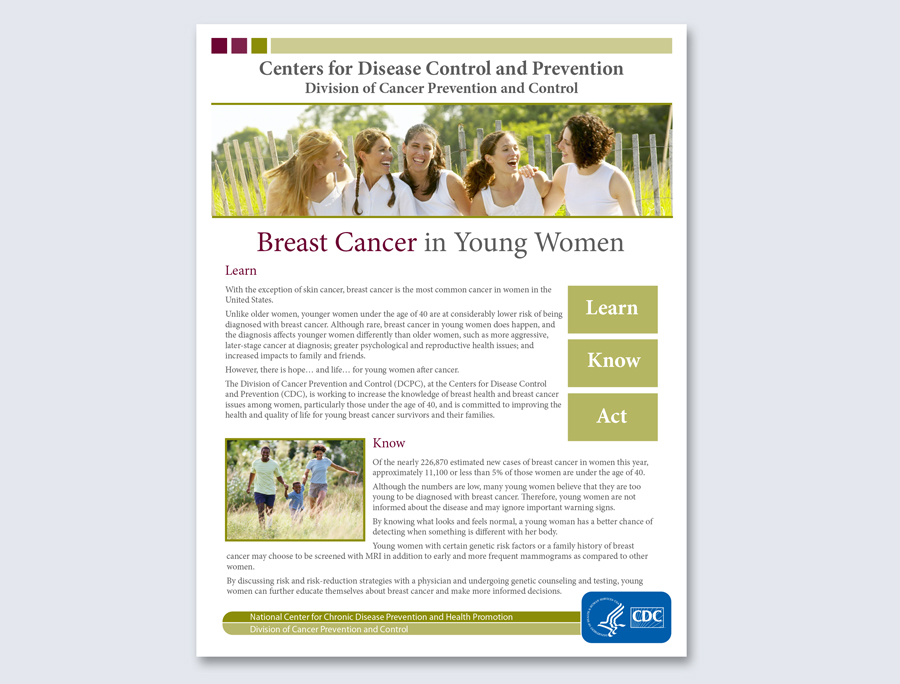 Centers for Disease Control and Prevention
Division of Cancer Prevention and Control
Breast Cancer in Young Women
Learn
With the exception of skin cancer, breast cancer is the most common cancer in women in the
United States.
Unlike older women, younger women under the age of 40 are at considerably lower risk of being
diagnosed with breast cancer. Although rare, breast cancer in young women does happen, and
the diagnosis affects younger women differently than older women, such as more aggressive,
later-stage cancer at diagnosis; greater psychological and reproductive health issues; and
increased impacts to family and friends.
However, there is hope… and life… for young women after cancer.
The Division of Cancer Prevention and Control (DCPC), at the Centers for Disease Control
and Prevention (CDC), is working to increase the knowledge of breast health and breast cancer
issues among women, particularly those under the age of 40, and is committed to improving the
health and quality of life for young breast cancer survivors and their families.
Learn
Know
Act
Know
Of the nearly 226,870 estimated new cases of breast cancer in women this year,
approximately 11,100 or less than 5% of those women are under the age of 40.
Although the numbers are low, many young women believe that they are too
young to be diagnosed with breast cancer. Therefore, young women are not
informed about the disease and may ignore important warning signs.
By knowing what looks and feels normal, a young woman has a better chance of
detecting when something is different with her body.
Young women with certain genetic risk factors or a family history of breast
cancer may choose to be screened with MRI in addition to early and more frequent mammograms as compared to other
women.
By discussing risk and risk-reduction strategies with a physician and undergoing genetic counseling and testing, young
women can further educate themselves about breast cancer and make more informed decisions.
National Center for Chronic Disease Prevention and Health Promotion
Division of Cancer Prevention and Control
CDC